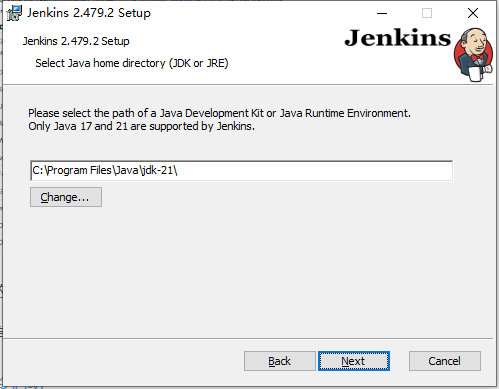 Jenkins 2.479.2 Setup
Jenkins 2.479.2 Setup
Jenkins
Select Java home directory (JDK or JRE)
Please select the path of a Java Development Kit or Java Runtime Environment.
Only Java 17 and 21 are supported by Jenkins.
C:\Program Files\Java\jdk-21\
Change...
Back
Next
Cancel